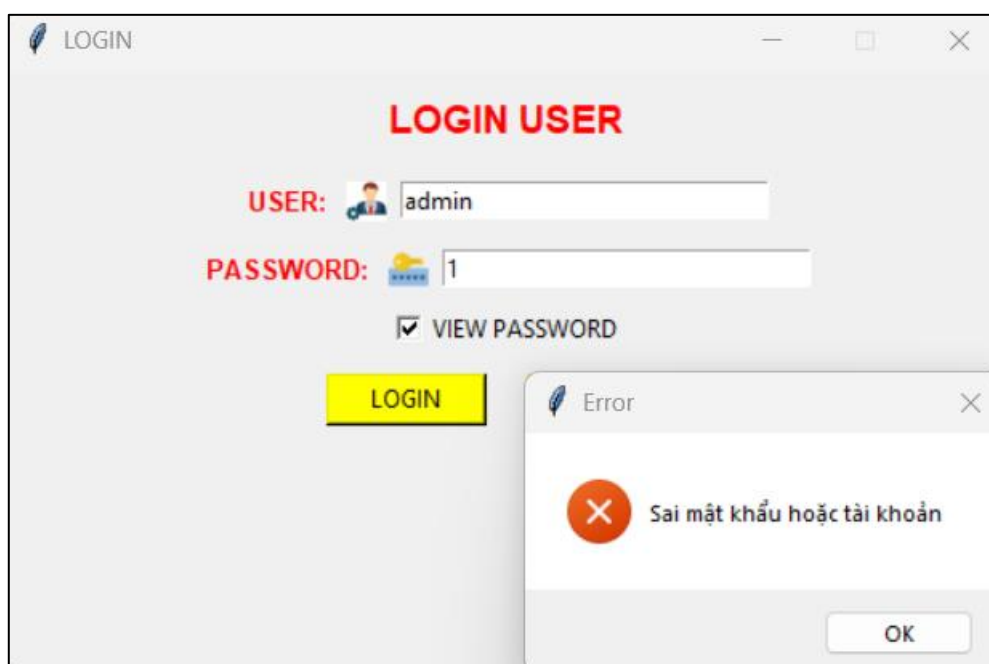 LOGIN
LOGIN USER
USER: admin
PASSWORD: 1
VIEW PASSWORD
LOGIN
Error
Sai mật khẩu hoặc tài khoản
OK